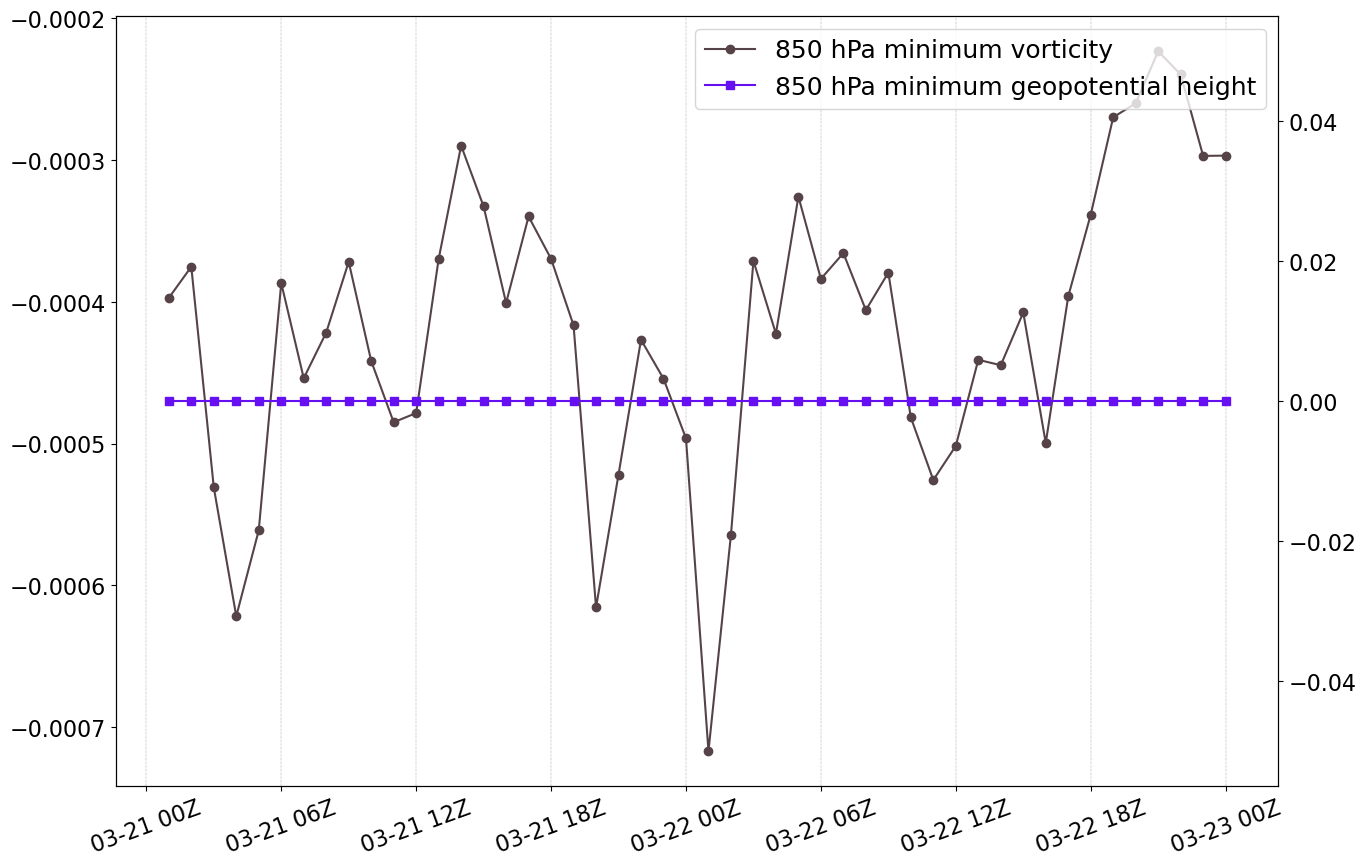 850 hPa minimum vorticity
850 hPa minimum geopotential height
−0.0002
−0.0003
−0.0004
−0.0005
−0.0006
−0.0007
0.04
0.02
0.00
−0.02
−0.04
03-21 00Z
03-21 06Z
03-21 12Z
03-21 18Z
03-22 00Z
03-22 06Z
03-22 12Z
03-22 18Z
03-23 00Z